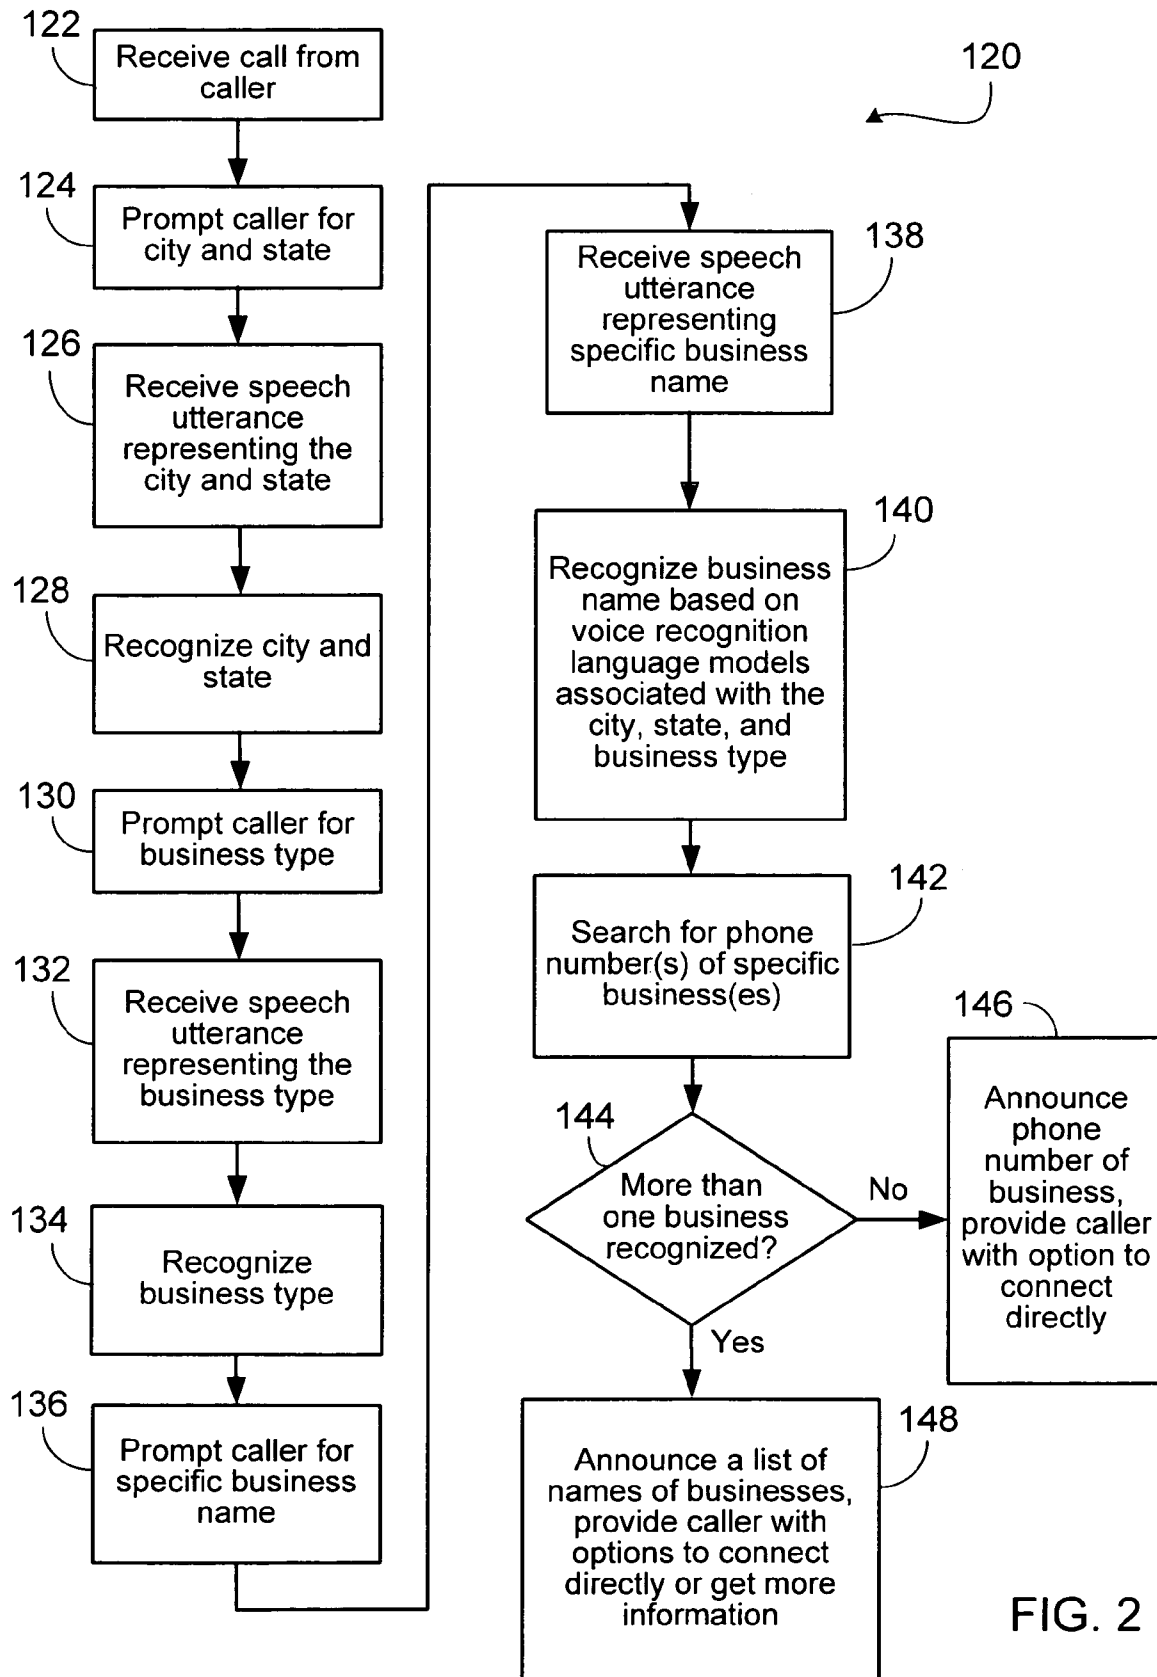 122
Receive call from
caller
120
124
Prompt caller for
city and state
126
Receive speech
utterance
representing the
city and state
128
Recognize city and
state
130
Prompt caller for
business type
132
Receive speech
utterance
representing the
business type
134
Recognize
business type
136
Prompt caller for
specific business
name
138
Receive speech
utterance
representing
specific business
name
140
Recognize business
name based on
voice recognition
language models
associated with the
city, state, and
business type
142
Search for phone
number(s) of specific
business(es)
144
More than
one business
recognized?
No
Yes
146
Announce
phone
number of
business,
provide caller
with option to
connect
directly
148
Announce a list of
names of businesses,
provide caller with
options to connect
directly or get more
information
FIG. 2